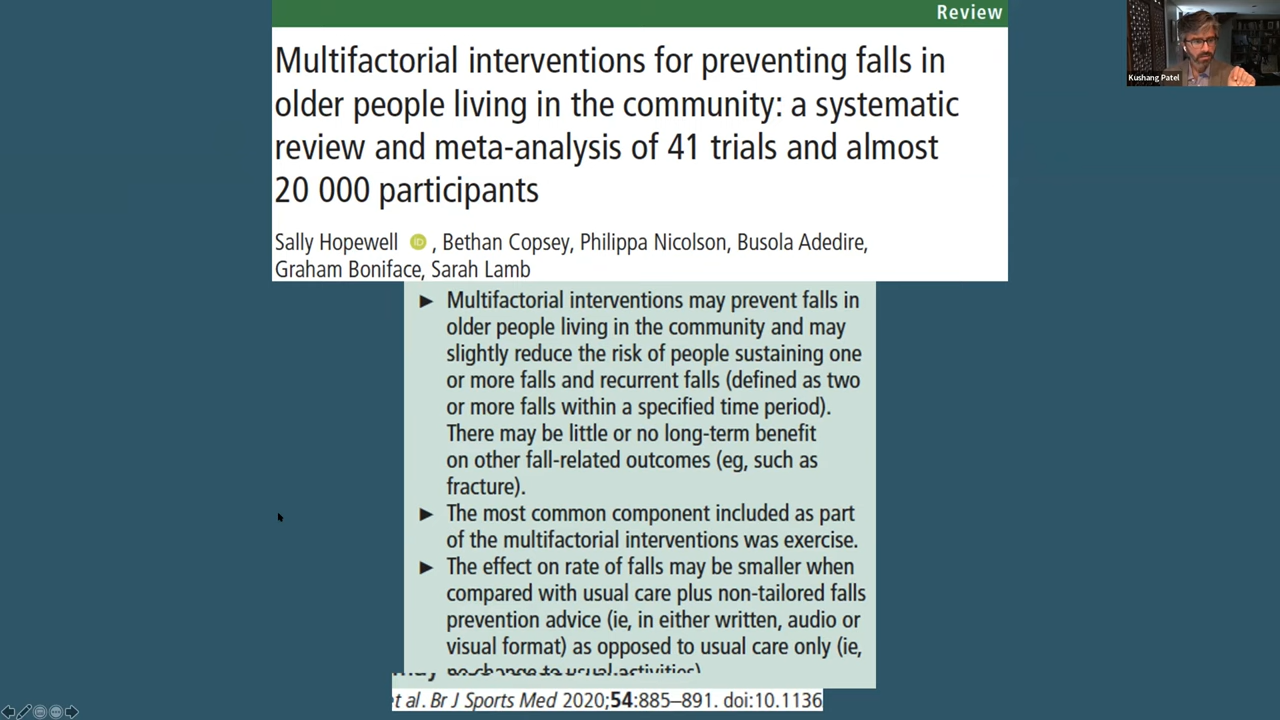 Review
Kushang Patel
Multifactorial interventions for preventing falls in
older people living in the community: a systematic
review and meta-analysis of 41 trials and almost
20 000 participants
Sally Hopewell iD , Bethan Copsey, Philippa Nicolson, Busola Adedire,
Graham Boniface, Sarah Lamb
► Multifactorial interventions may prevent falls in
older people living in the community and may
slightly reduce the risk of people sustaining one
or more falls and recurrent falls (defined as two
or more falls within a specified time period).
There may be little or no long-term benefit
on other fall-related outcomes (eg, such as
fracture).
► The most common component included as part
of the multifactorial interventions was exercise.
► The effect on rate of falls may be smaller when
compared with usual care plus non-tailored falls
prevention advice (ie, in either written, audio or
visual format) as opposed to usual care only (ie,
no change to usual activities)
et al. Br J Sports Med 2020;54:885–891. doi:10.1136